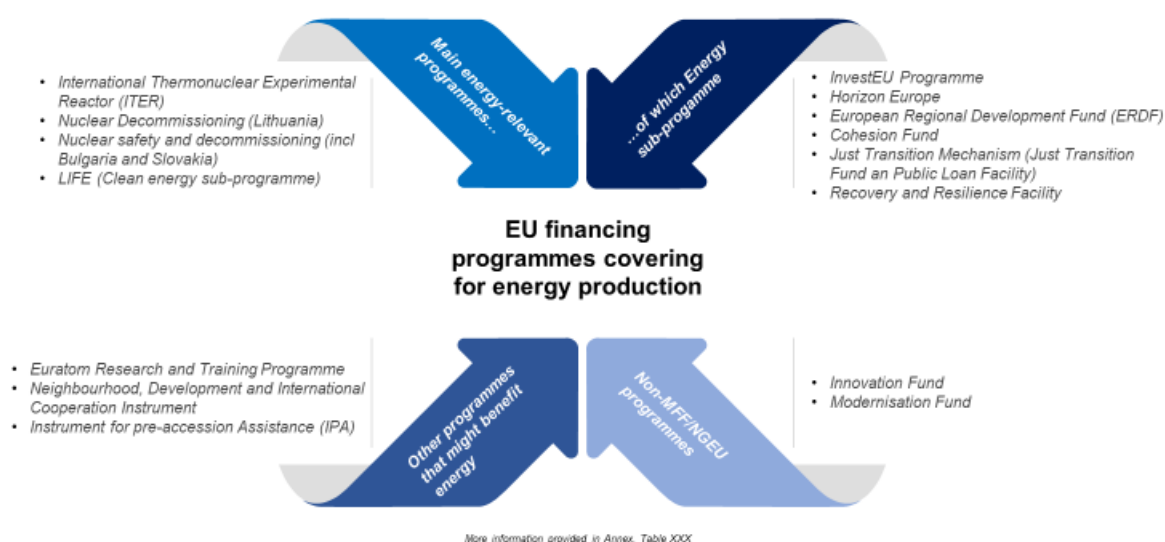 Main energy-relevant
programmes...
• International Thermonuclear Experimental
Reactor (ITER)
• Nuclear Decommissioning (Lithuania)
• Nuclear safety and decommissioning (incl
Bulgaria and Slovakia)
• LIFE (Clean energy sub-programme)
...of which Energy
sub-progamme
• InvestEU Programme
• Horizon Europe
• European Regional Development Fund (ERDF)
• Cohesion Fund
• Just Transition Mechanism (Just Transition
Fund an Public Loan Facility)
• Recovery and Resilience Facility
EU financing
programmes covering
for energy production
• Euratom Research and Training Programme
• Neighbourhood, Development and International
Cooperation Instrument
• Instrument for pre-accession Assistance (IPA)
Other programmes
that might benefit
energy
Non-MFF/NGEU
programmes
• Innovation Fund
• Modernisation Fund
More information provided in Annex, Table XXX